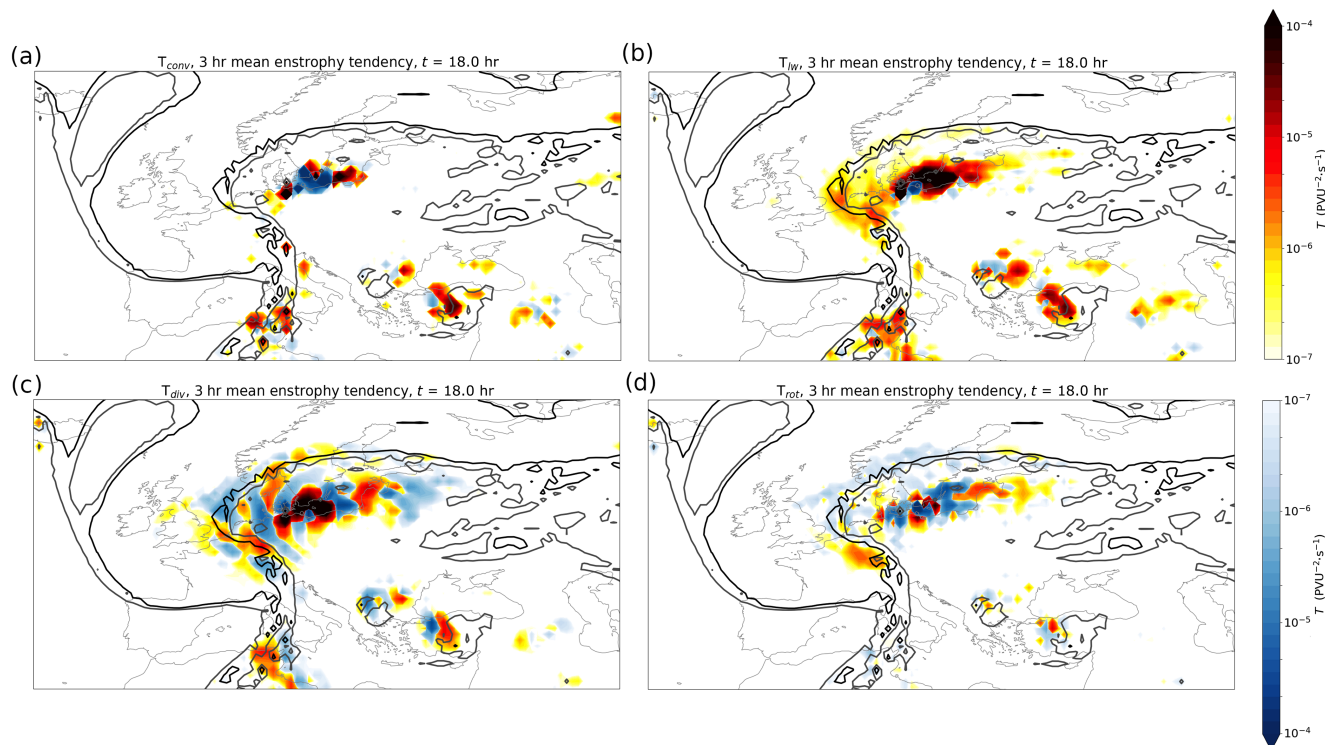 (a)
T_conv, 3 hr mean enstrophy tendency, t = 18.0 hr
(b)
T_lw, 3 hr mean enstrophy tendency, t = 18.0 hr
(c)
T_div, 3 hr mean enstrophy tendency, t = 18.0 hr
(d)
T_rot, 3 hr mean enstrophy tendency, t = 18.0 hr
10⁻⁴
10⁻⁵
10⁻⁶
10⁻⁷
T (PVU⁻²·s⁻¹)
10⁻⁷
10⁻⁶
10⁻⁵
10⁻⁴
T (PVU⁻²·s⁻¹)